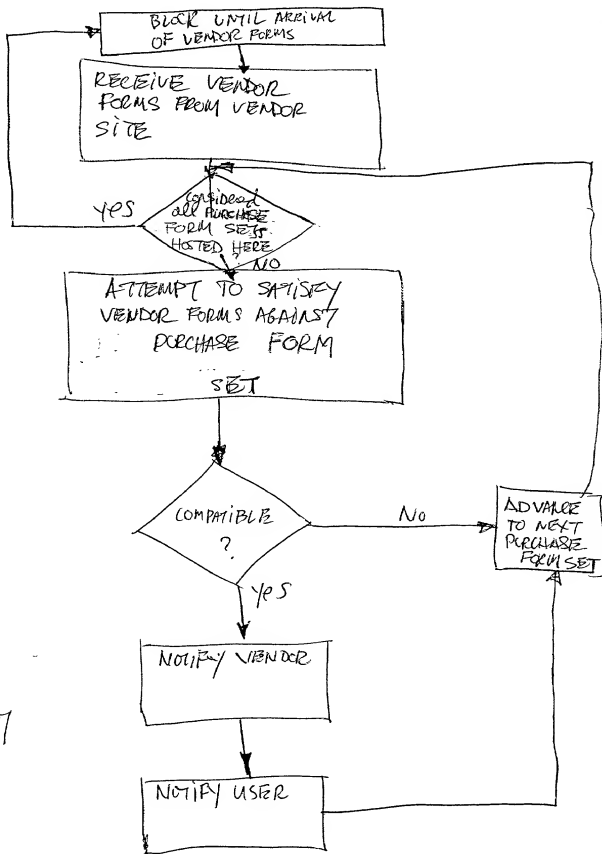 BLOCK UNTIL ARRIVAL
OF VENDOR FORMS
RECEIVE VENDOR
FORMS FROM VENDOR
SITE
yes
considered
all PURCHASE
FORM SETS
HOSTED HERE
NO
ATTEMPT TO SATISFY
VENDOR FORMS AGAINST
PURCHASE FORM
SET
COMPATIBLE
?
No
ADVANCE
TO NEXT
PURCHASE
FORM SET
yes
NOTIFY VENDOR
NOTIFY USER